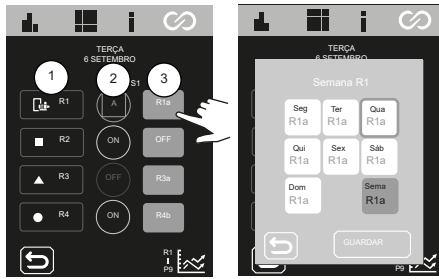 TERÇA
6 SETEMBRO
1 2 3 S1
R1 A R1a
R2 ON OFF
R3 OFF R3a
R4 ON R4b
R1
P9
TERÇA
6 SETEMBRO
Semana R1
Seg Ter Qua
R1a R1a R1a
Qui Sex Sáb
R1a R1a R1a
Dom Sema
R1a R1a
GUARDAR
P9